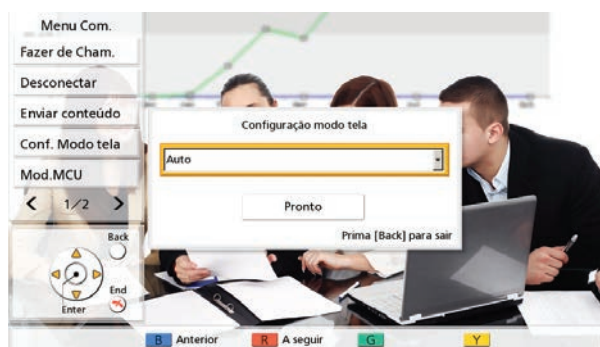 Menu Com.
Fazer de Cham.
Desconectar
Enviar conteúdo
Conf. Modo tela
Mod.MCU
1/2
Back
End
Enter
Configuração modo tela
Auto
Pronto
Prima [Back] para sair
B Anterior R A seguir G Y